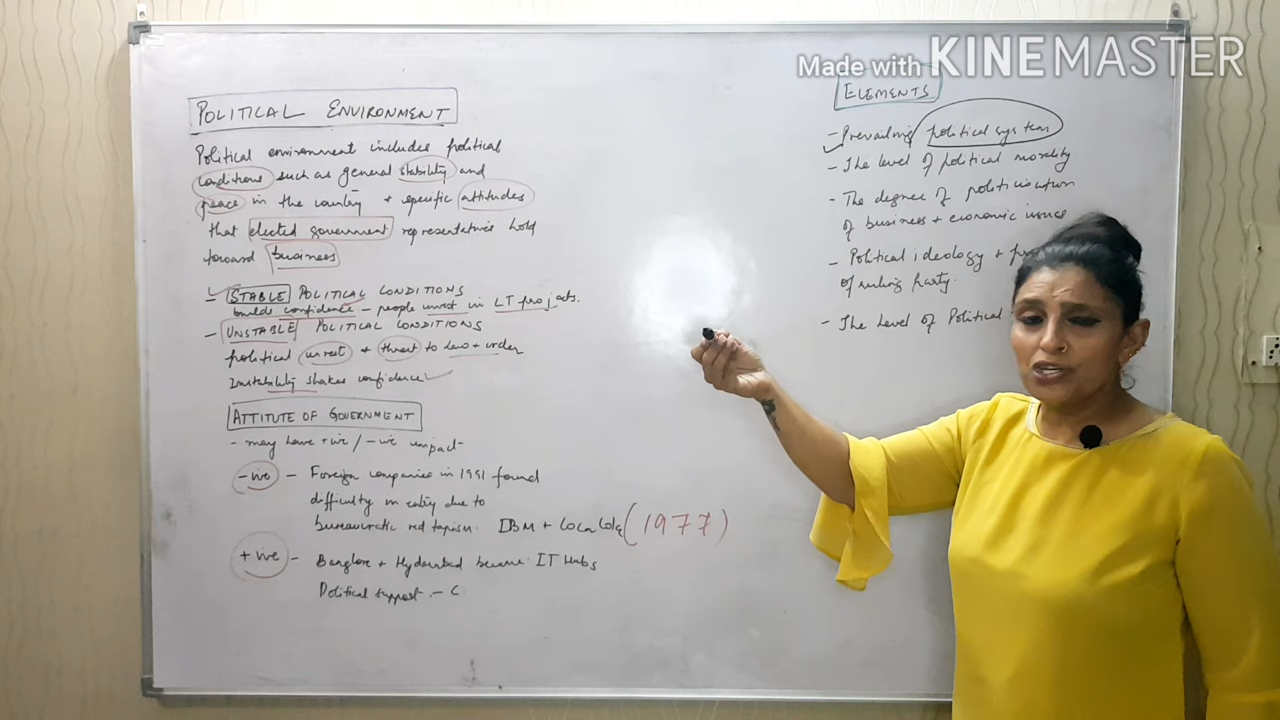 Made with KINEMASTER
POLITICAL ENVIRONMENT
Political environment includes political
conditions such as general stability and
peace in the country + specific attitudes
that elected government representatives hold
toward business
- STABLE POLITICAL CONDITIONS
builds confidence - people invest in LT projects.
- UNSTABLE POLITICAL CONDITIONS
political unrest + threat to law + order
Instability shakes confidence
ATTITUTE OF GOVERNMENT
- may have +ive / -ive impact
-ive - Foreign companies in 1991 found
difficulty in entry due to
bureaucratic red tapism. IBM + Coca Cola (1977)
+ive - Banglore + Hyderabad became IT hubs
Political support - C
ELEMENTS
- Prevailing political system
- The level of political morality
- The degree of politicisation
of business + economic issues
- Political ideology +
of ruling party.
- The Level of Political